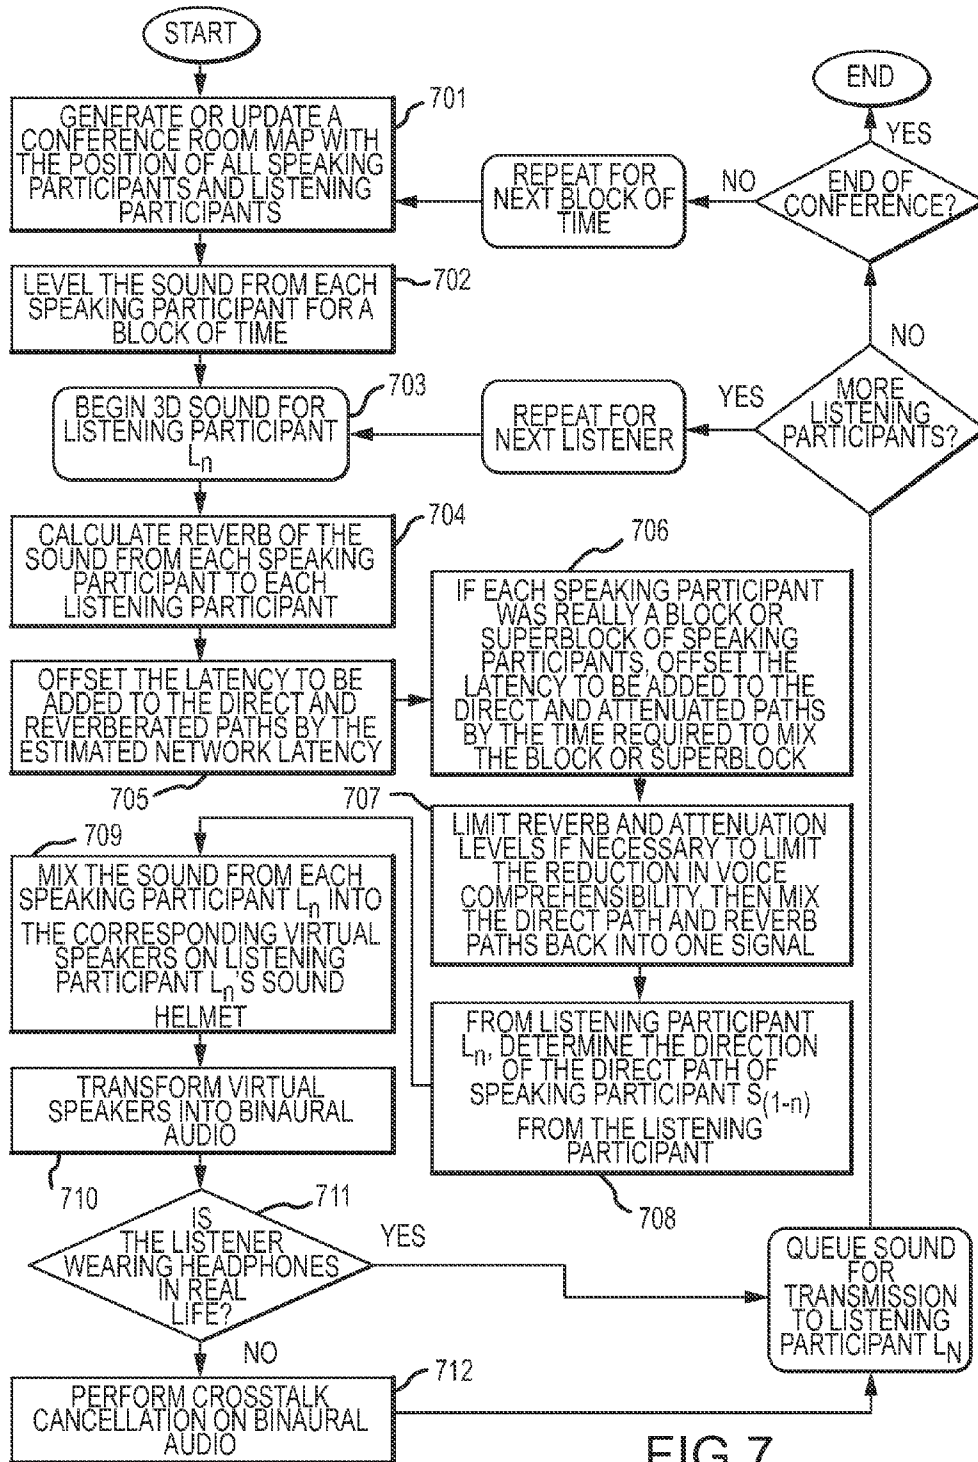 START
701
GENERATE OR UPDATE A
CONFERENCE ROOM MAP WITH
THE POSITION OF ALL SPEAKING
PARTICIPANTS AND LISTENING
PARTICIPANTS
702
LEVEL THE SOUND FROM EACH
SPEAKING PARTICIPANT FOR A
BLOCK OF TIME
703
BEGIN 3D SOUND FOR
LISTENING PARTICIPANT
Ln
704
CALCULATE REVERB OF THE
SOUND FROM EACH SPEAKING
PARTICIPANT TO EACH
LISTENING PARTICIPANT
OFFSET THE LATENCY TO BE
ADDED TO THE DIRECT AND
REVERBERATED PATHS BY THE
ESTIMATED NETWORK LATENCY
705
706
IF EACH SPEAKING PARTICIPANT
WAS REALLY A BLOCK OR
SUPERBLOCK OF SPEAKING
PARTICIPANTS, OFFSET THE
LATENCY TO BE ADDED TO THE
DIRECT AND ATTENUATED PATHS
BY THE TIME REQUIRED TO MIX
THE BLOCK OR SUPERBLOCK
707
LIMIT REVERB AND ATTENUATION
LEVELS IF NECESSARY TO LIMIT
THE REDUCTION IN VOICE
COMPREHENSIBILITY, THEN MIX
THE DIRECT PATH AND REVERB
PATHS BACK INTO ONE SIGNAL
FROM LISTENING PARTICIPANT
Ln, DETERMINE THE DIRECTION
OF THE DIRECT PATH OF
SPEAKING PARTICIPANT S(1-n)
FROM THE LISTENING
PARTICIPANT
708
709
MIX THE SOUND FROM EACH
SPEAKING PARTICIPANT Ln INTO
THE CORRESPONDING VIRTUAL
SPEAKERS ON LISTENING
PARTICIPANT Ln'S SOUND
HELMET
TRANSFORM VIRTUAL
SPEAKERS INTO BINAURAL
AUDIO
710
711
IS
THE LISTENER
WEARING HEADPHONES
IN REAL
LIFE?
YES
NO
712
PERFORM CROSSTALK
CANCELLATION ON BINAURAL
AUDIO
QUEUE SOUND
FOR
TRANSMISSION
TO LISTENING
PARTICIPANT LN
MORE
LISTENING
PARTICIPANTS?
YES
REPEAT FOR
NEXT LISTENER
NO
END OF
CONFERENCE?
NO
REPEAT FOR
NEXT BLOCK OF
TIME
YES
END
FIG.7